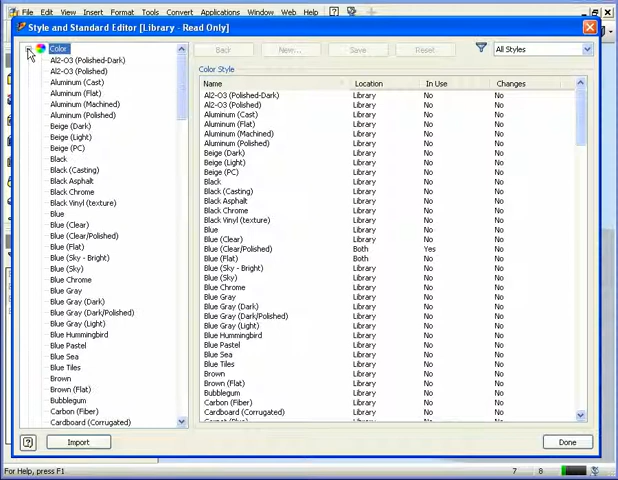 File Edit View Insert Format Tools Convert Applications Window Web Help
Style and Standard Editor [Library - Read Only]
Color
Al2-O3 (Polished-Dark)
Al2-O3 (Polished)
Aluminum (Cast)
Aluminum (Flat)
Aluminum (Machined)
Aluminum (Polished)
Beige (Dark)
Beige (Light)
Beige (PC)
Black
Black (Casting)
Black Asphalt
Black Chrome
Black Vinyl (texture)
Blue
Blue (Clear)
Blue (Clear/Polished)
Blue (Flat)
Blue (Sky - Bright)
Blue (Sky)
Blue Chrome
Blue Gray
Blue Gray (Dark)
Blue Gray (Dark/Polished)
Blue Gray (Light)
Blue Hummingbird
Blue Pastel
Blue Sea
Blue Tiles
Brown
Brown (Flat)
Bubblegum
Carbon (Fiber)
Cardboard (Corrugated)
Back New... Save Reset All Styles
Color Style
Name Location In Use Changes
Al2-O3 (Polished-Dark) Library No No
Al2-O3 (Polished) Library No No
Aluminum (Cast) Library No No
Aluminum (Flat) Library No No
Aluminum (Machined) Library No No
Aluminum (Polished) Library No No
Beige (Dark) Library No No
Beige (Light) Library No No
Beige (PC) Library No No
Black Library No No
Black (Casting) Library No No
Black Asphalt Library No No
Black Chrome Library No No
Black Vinyl (texture) Library No No
Blue Library No No
Blue (Clear) Library No No
Blue (Clear/Polished) Both Yes No
Blue (Flat) Both No No
Blue (Sky - Bright) Library No No
Blue (Sky) Library No No
Blue Chrome Library No No
Blue Gray Library No No
Blue Gray (Dark) Library No No
Blue Gray (Dark/Polished) Library No No
Blue Gray (Light) Library No No
Blue Hummingbird Library No No
Blue Pastel Library No No
Blue Sea Library No No
Blue Tiles Library No No
Brown Library No No
Brown (Flat) Library No No
Bubblegum Library No No
Carbon (Fiber) Library No No
Cardboard (Corrugated) Library No No
Import Done
For Help, press F1 7 8